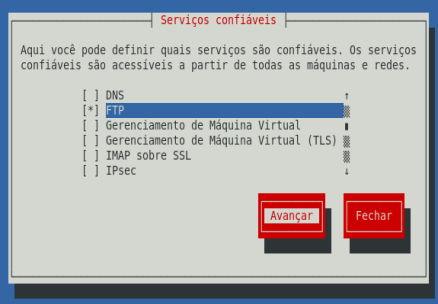 Serviços confiáveis
Aqui você pode definir quais serviços são confiáveis. Os serviços
confiáveis são acessíveis a partir de todas as máquinas e redes.
[ ] DNS ↑
[*] FTP
[ ] Gerenciamento de Máquina Virtual
[ ] Gerenciamento de Máquina Virtual (TLS)
[ ] IMAP sobre SSL
[ ] IPsec ↓
Avançar Fechar